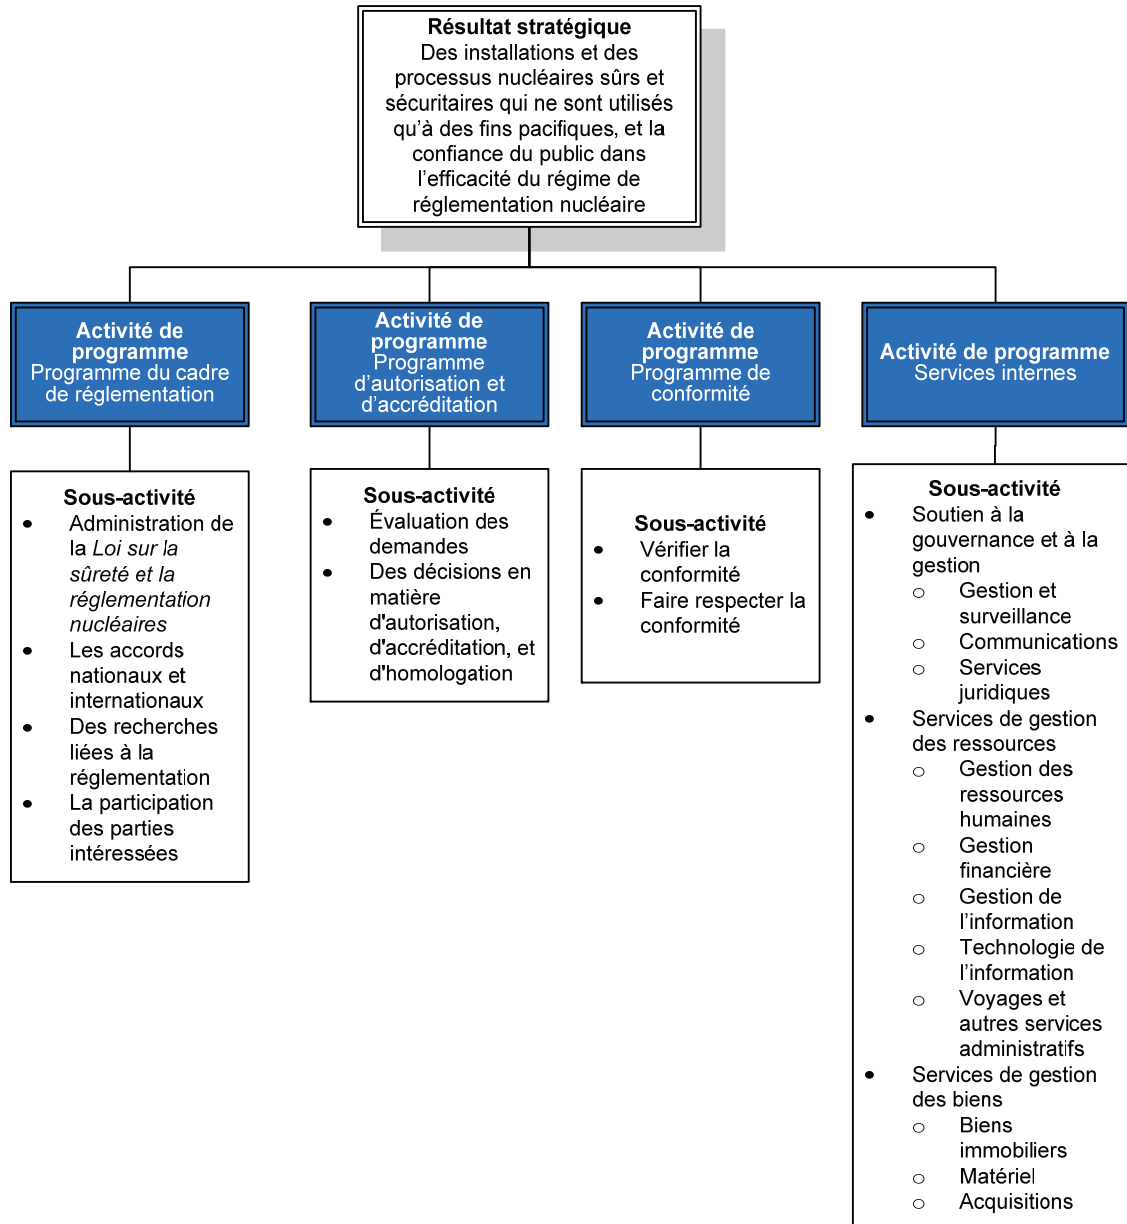 Résultat stratégique
Des installations et des
processus nucléaires sûrs et
sécuritaires qui ne sont utilisés
qu'à des fins pacifiques, et la
confiance du public dans
l'efficacité du régime de
réglementation nucléaire
Activité de
programme
Programme du cadre
de réglementation
Activité de
programme
Programme
d'autorisation et
d'accréditation
Activité de
programme
Programme de
conformité
Activité de programme
Services internes
Sous-activité
• Administration de
la Loi sur la
sûreté et la
réglementation
nucléaires
• Les accords
nationaux et
internationaux
• Des recherches
liées à la
réglementation
• La participation
des parties
intéressées
Sous-activité
• Évaluation des
demandes
• Des décisions en
matière
d'autorisation,
d'accréditation, et
d'homologation
Sous-activité
• Vérifier la
conformité
• Faire respecter la
conformité
Sous-activité
• Soutien à la
gouvernance et à la
gestion
o Gestion et
surveillance
o Communications
o Services
juridiques
• Services de gestion
des ressources
o Gestion des
ressources
humaines
o Gestion
financière
o Gestion de
l'information
o Technologie de
l'information
o Voyages et
autres services
administratifs
• Services de gestion
des biens
o Biens
immobiliers
o Matériel
o Acquisitions